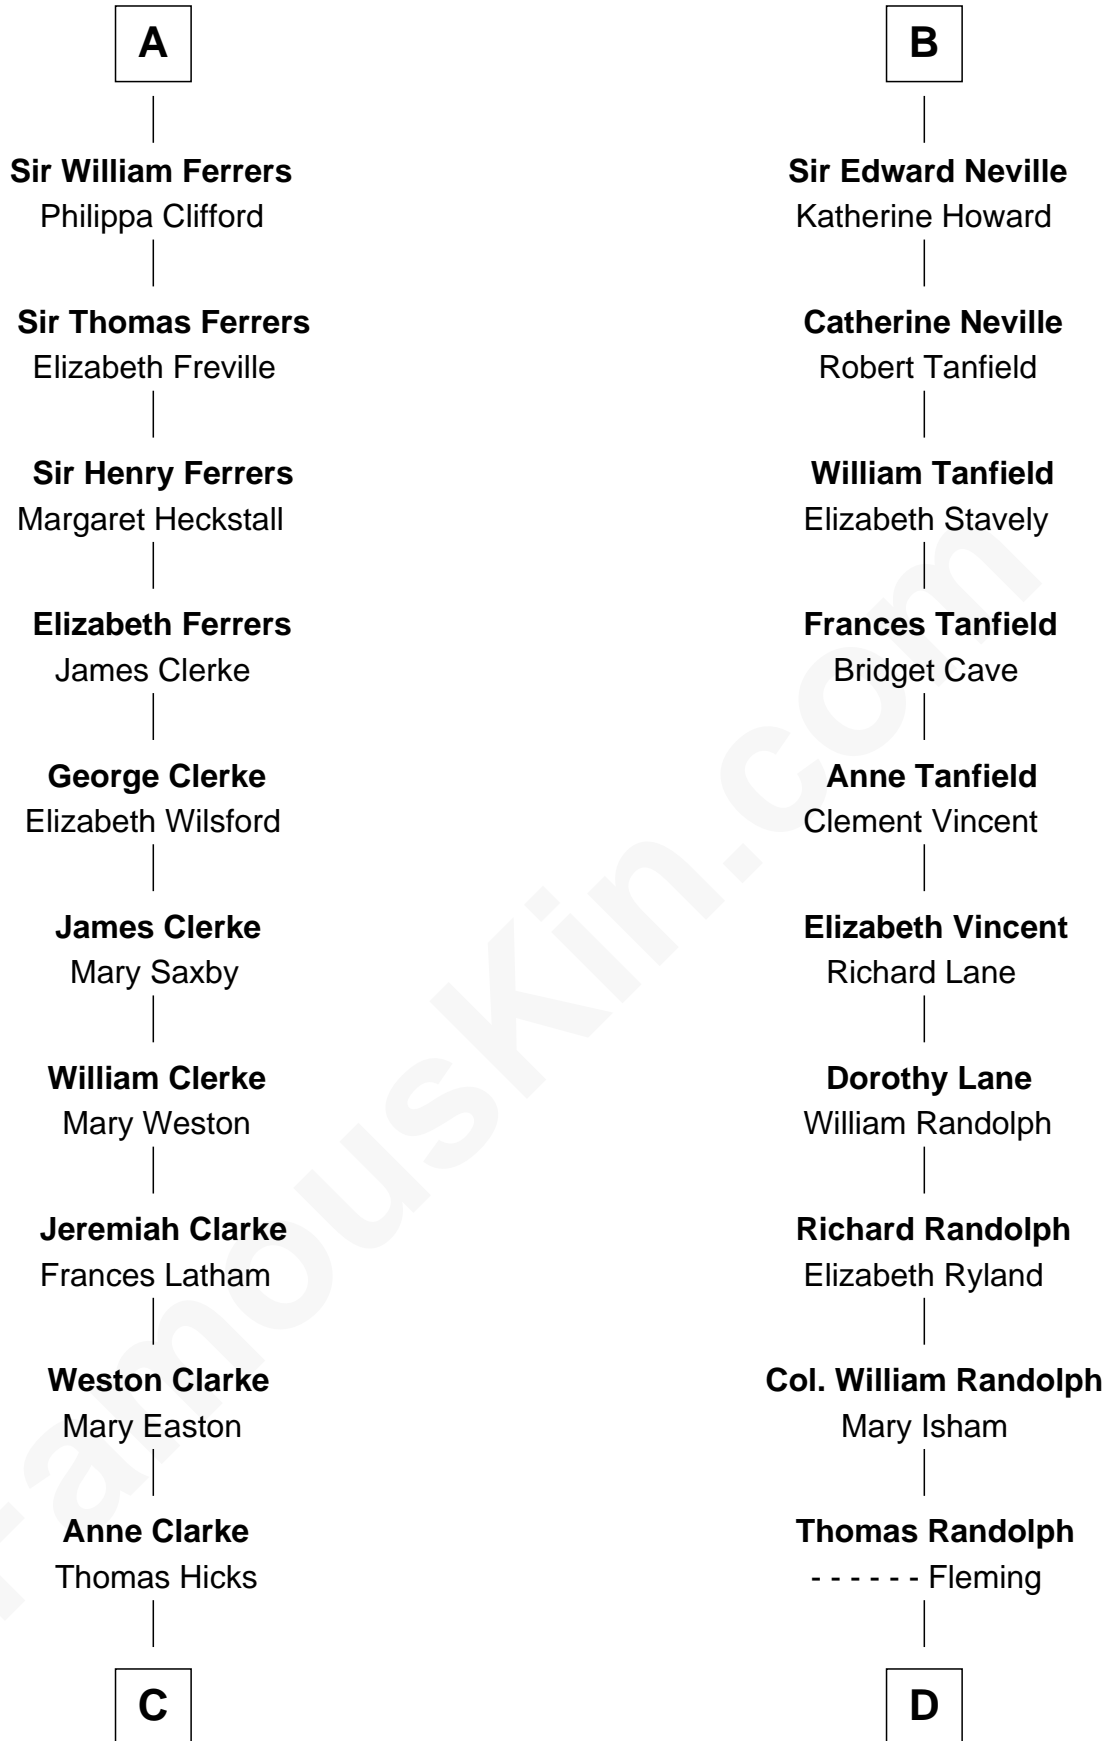 A
Sir William Ferrers
Philippa Clifford
Sir Thomas Ferrers
Elizabeth Freville
Sir Henry Ferrers
Margaret Heckstall
Elizabeth Ferrers
James Clerke
George Clerke
Elizabeth Wilsford
James Clerke
Mary Saxby
William Clerke
Mary Weston
Jeremiah Clarke
Frances Latham
Weston Clarke
Mary Easton
Anne Clarke
Thomas Hicks
C
B
Sir Edward Neville
Katherine Howard
Catherine Neville
Robert Tanfield
William Tanfield
Elizabeth Stavely
Frances Tanfield
Bridget Cave
Anne Tanfield
Clement Vincent
Elizabeth Vincent
Richard Lane
Dorothy Lane
William Randolph
Richard Randolph
Elizabeth Ryland
Col. William Randolph
Mary Isham
Thomas Randolph
- - - - - - Fleming
D
FamousKin.com